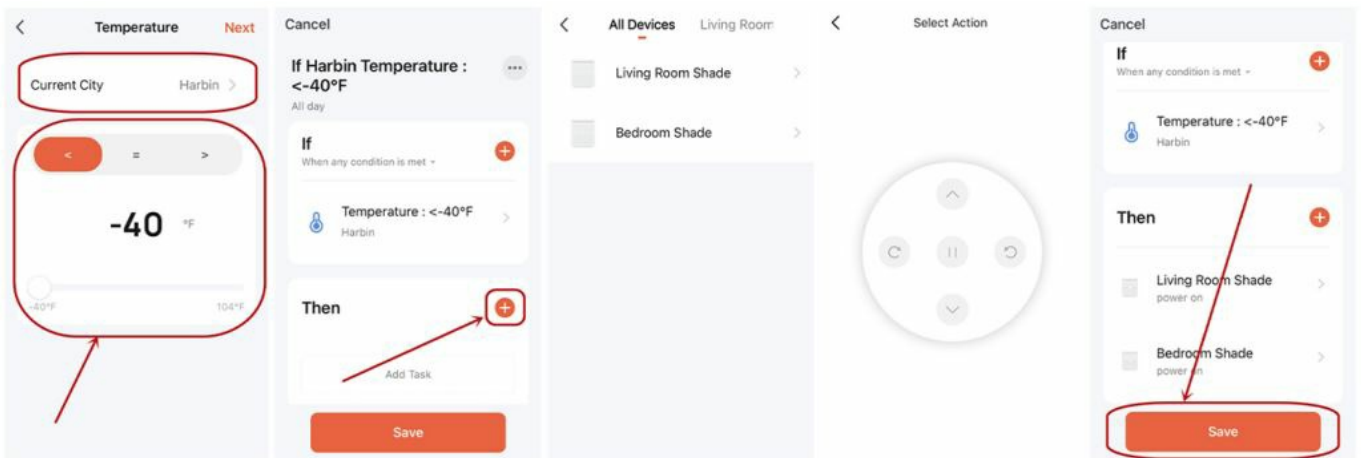 Temperature
Next
Current City
Harbin
<
=
>
-40 °F
-40°F
104°F
Cancel
If Harbin Temperature :
<-40°F
All day
If
When any condition is met
Temperature : <-40°F
Harbin
Then
Add Task
Save
All Devices
Living Room
Living Room Shade
Bedroom Shade
Select Action
Cancel
If
When any condition is met
Temperature : <-40°F
Harbin
Then
Living Room Shade
power on
Bedroom Shade
power on
Save